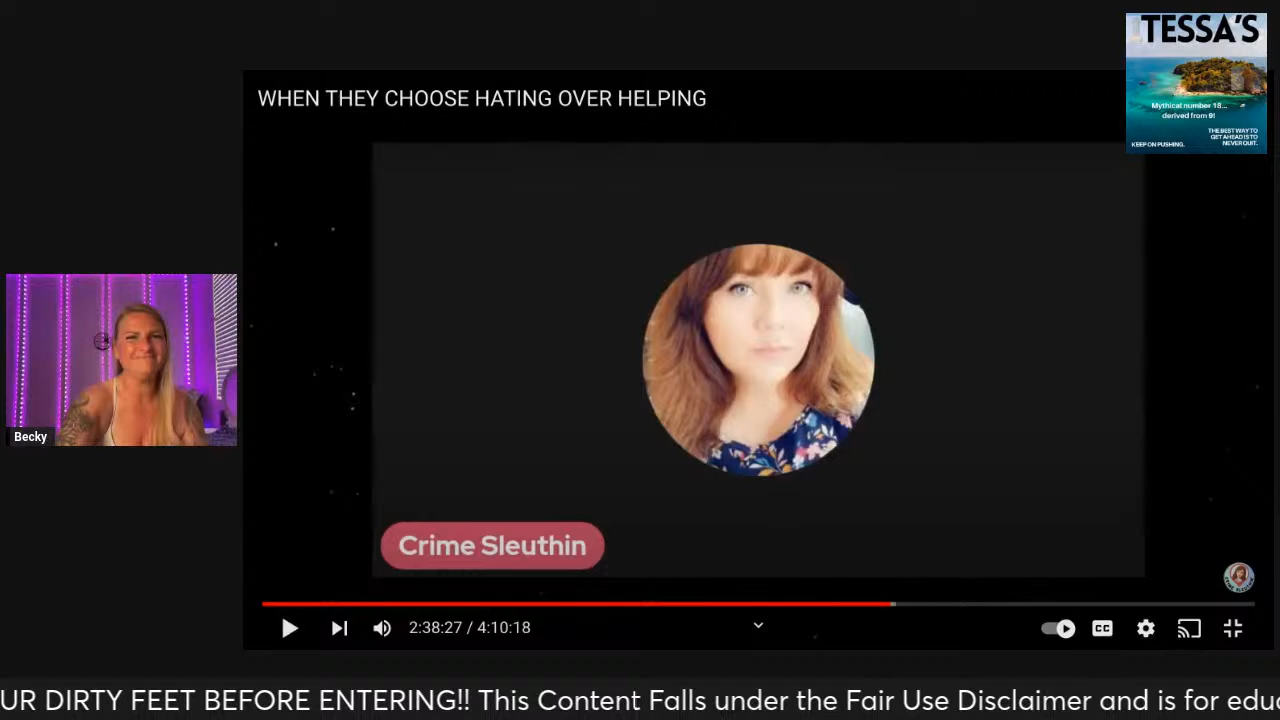 TESSA'S
Mythical number 18...
derived from 9!
THE BEST WAY TO
GET AHEAD IS TO
NEVER QUIT.
KEEP ON PUSHING.
WHEN THEY CHOOSE HATING OVER HELPING
Becky
Crime Sleuthin
2:38:27 / 4:10:18
CC
UR DIRTY FEET BEFORE ENTERING!! This Content Falls under the Fair Use Disclaimer and is for educ